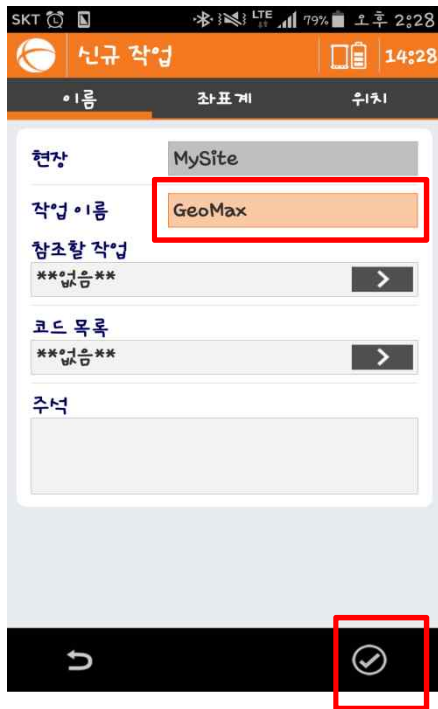 SKT LTE 79% 오후 2:28
신규 작업 14:28
이름 좌표계 위치
현장 MySite
작업 이름 GeoMax
참조할 작업
**없음**
코드 목록
**없음**
주석